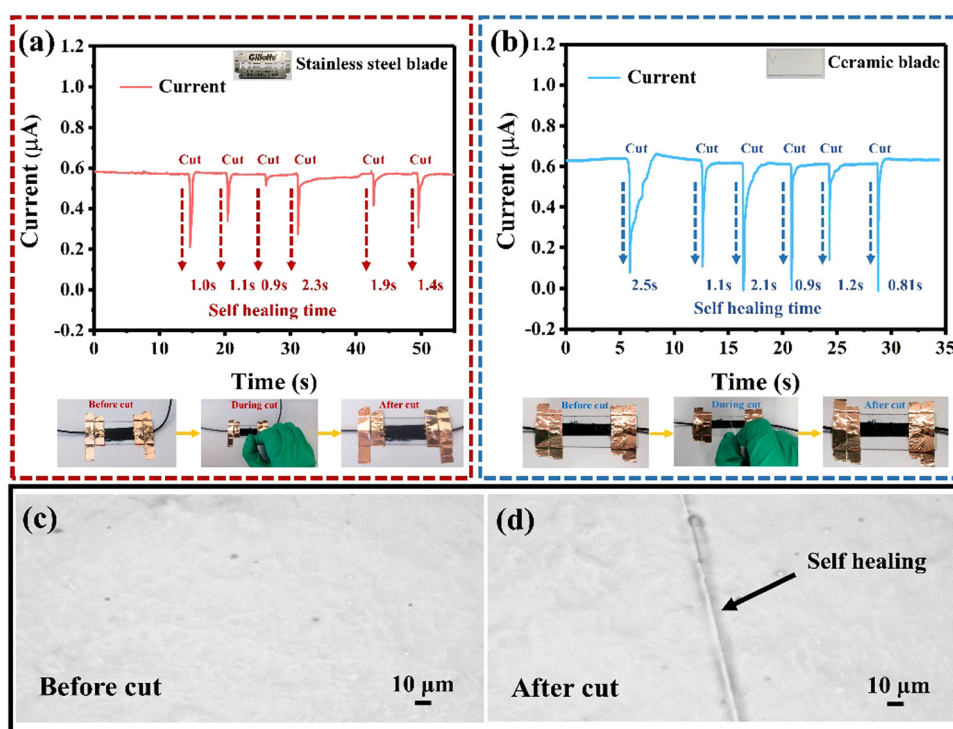 (a)
Gillette
Stainless steel blade
Current
Current (μA)
1.2
1.0
0.8
0.6
0.4
0.2
0.0
-0.2
Cut Cut Cut Cut Cut Cut
1.0s 1.1s 0.9s 2.3s 1.9s 1.4s
Self healing time
0 10 20 30 40 50
Time (s)
Before cut
During cut
After cut
(b)
Ceramic blade
Current
Current (μA)
1.2
1.0
0.8
0.6
0.4
0.2
0.0
-0.2
Cut Cut Cut Cut Cut Cut
2.5s 1.1s 2.1s 0.9s 1.2s 0.81s
Self healing time
0 5 10 15 20 25 30 35
Time (s)
Before cut
During cut
After cut
(c)
Before cut
10 μm
(d)
Self healing
After cut
10 μm